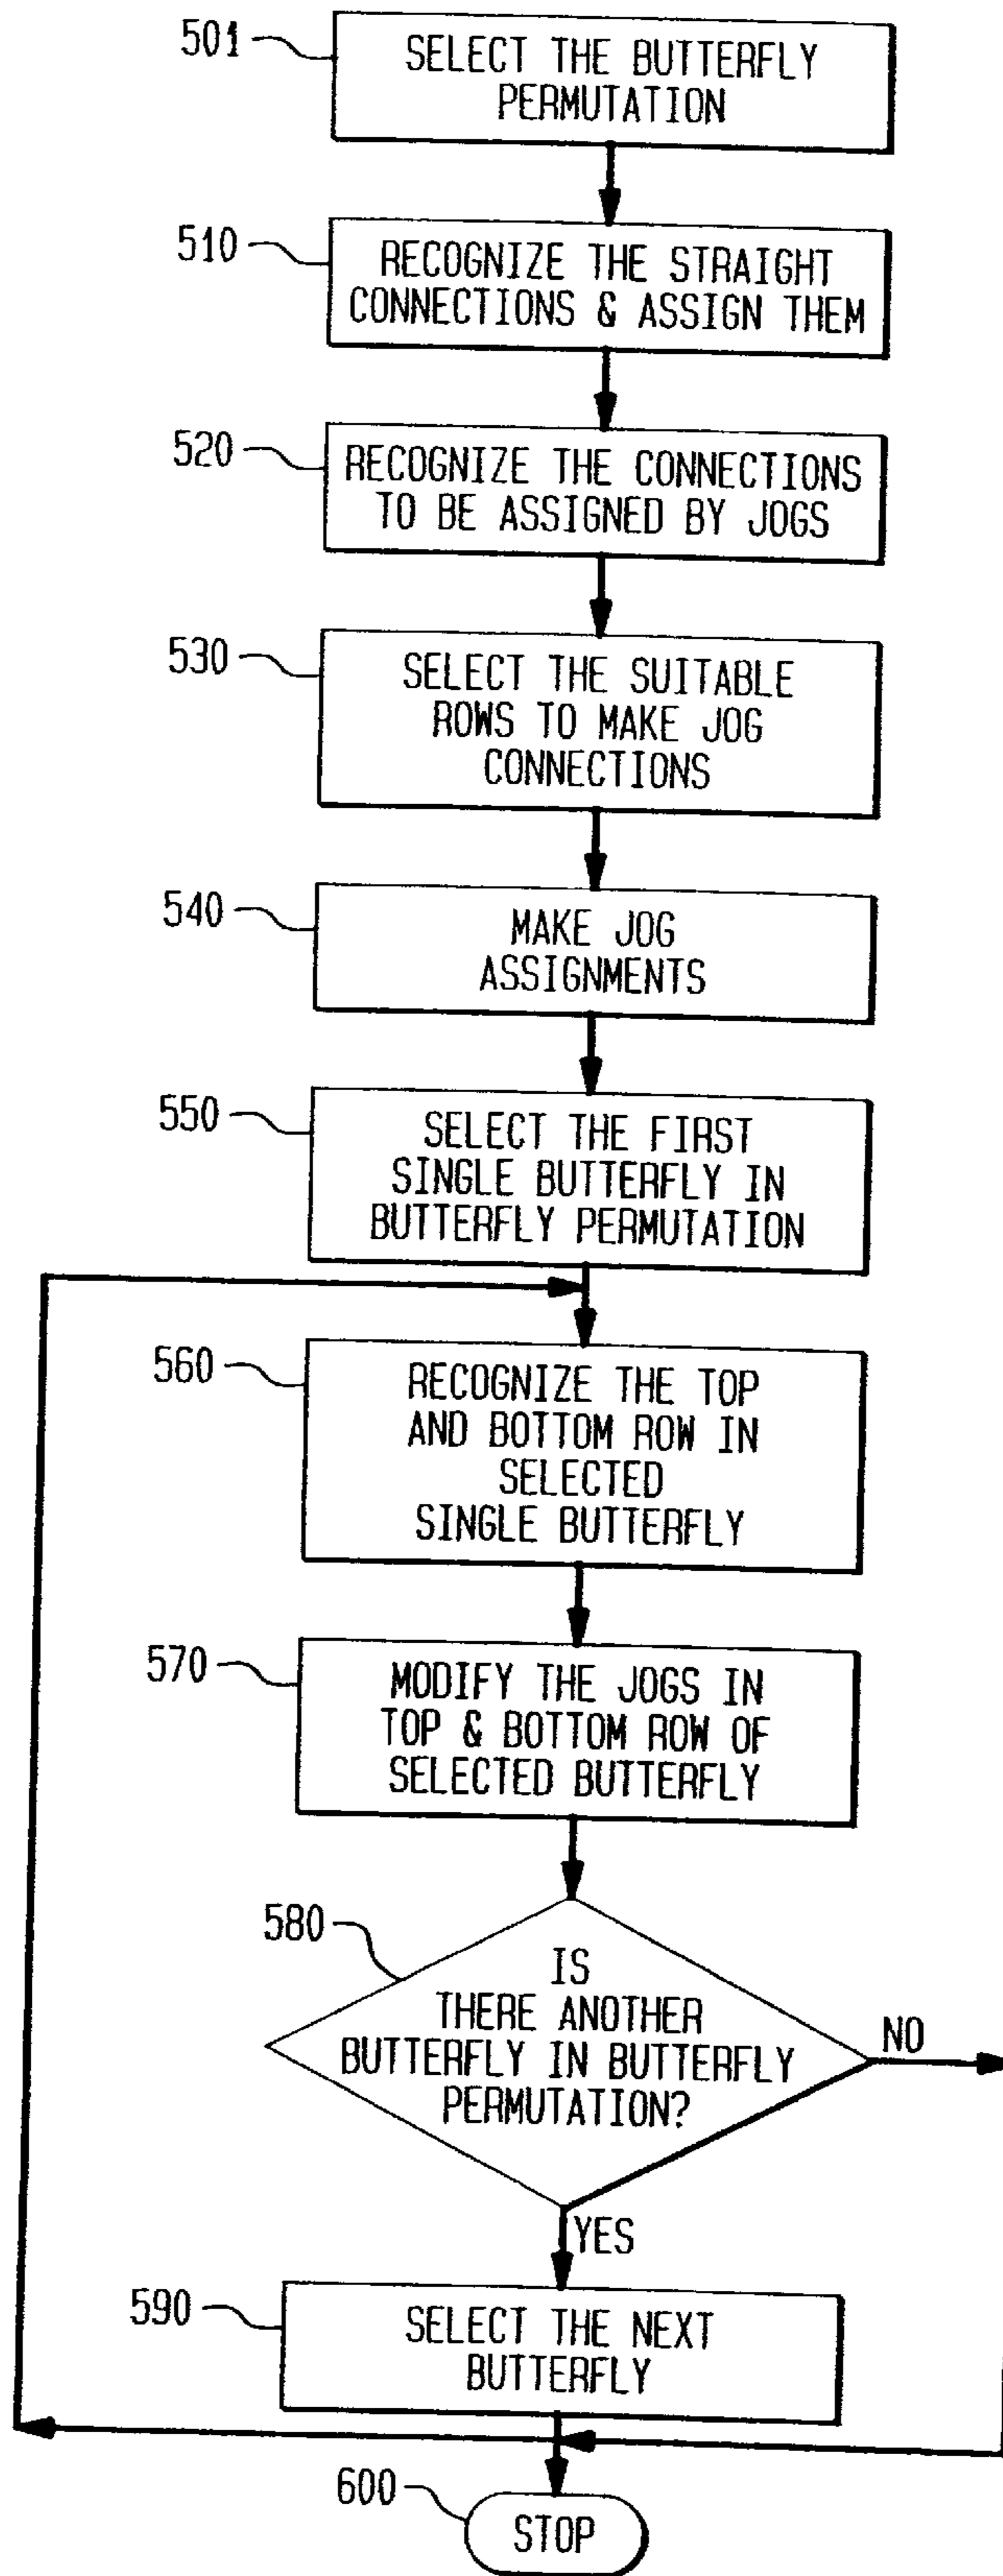 501
SELECT THE BUTTERFLY
PERMUTATION
510
RECOGNIZE THE STRAIGHT
CONNECTIONS & ASSIGN THEM
520
RECOGNIZE THE CONNECTIONS
TO BE ASSIGNED BY JOGS
530
SELECT THE SUITABLE
ROWS TO MAKE JOG
CONNECTIONS
540
MAKE JOG
ASSIGNMENTS
550
SELECT THE FIRST
SINGLE BUTTERFLY IN
BUTTERFLY PERMUTATION
560
RECOGNIZE THE TOP
AND BOTTOM ROW IN
SELECTED
SINGLE BUTTERFLY
570
MODIFY THE JOGS IN
TOP & BOTTOM ROW OF
SELECTED BUTTERFLY
580
IS
THERE ANOTHER
BUTTERFLY IN BUTTERFLY
PERMUTATION?
NO
YES
590
SELECT THE NEXT
BUTTERFLY
600
STOP